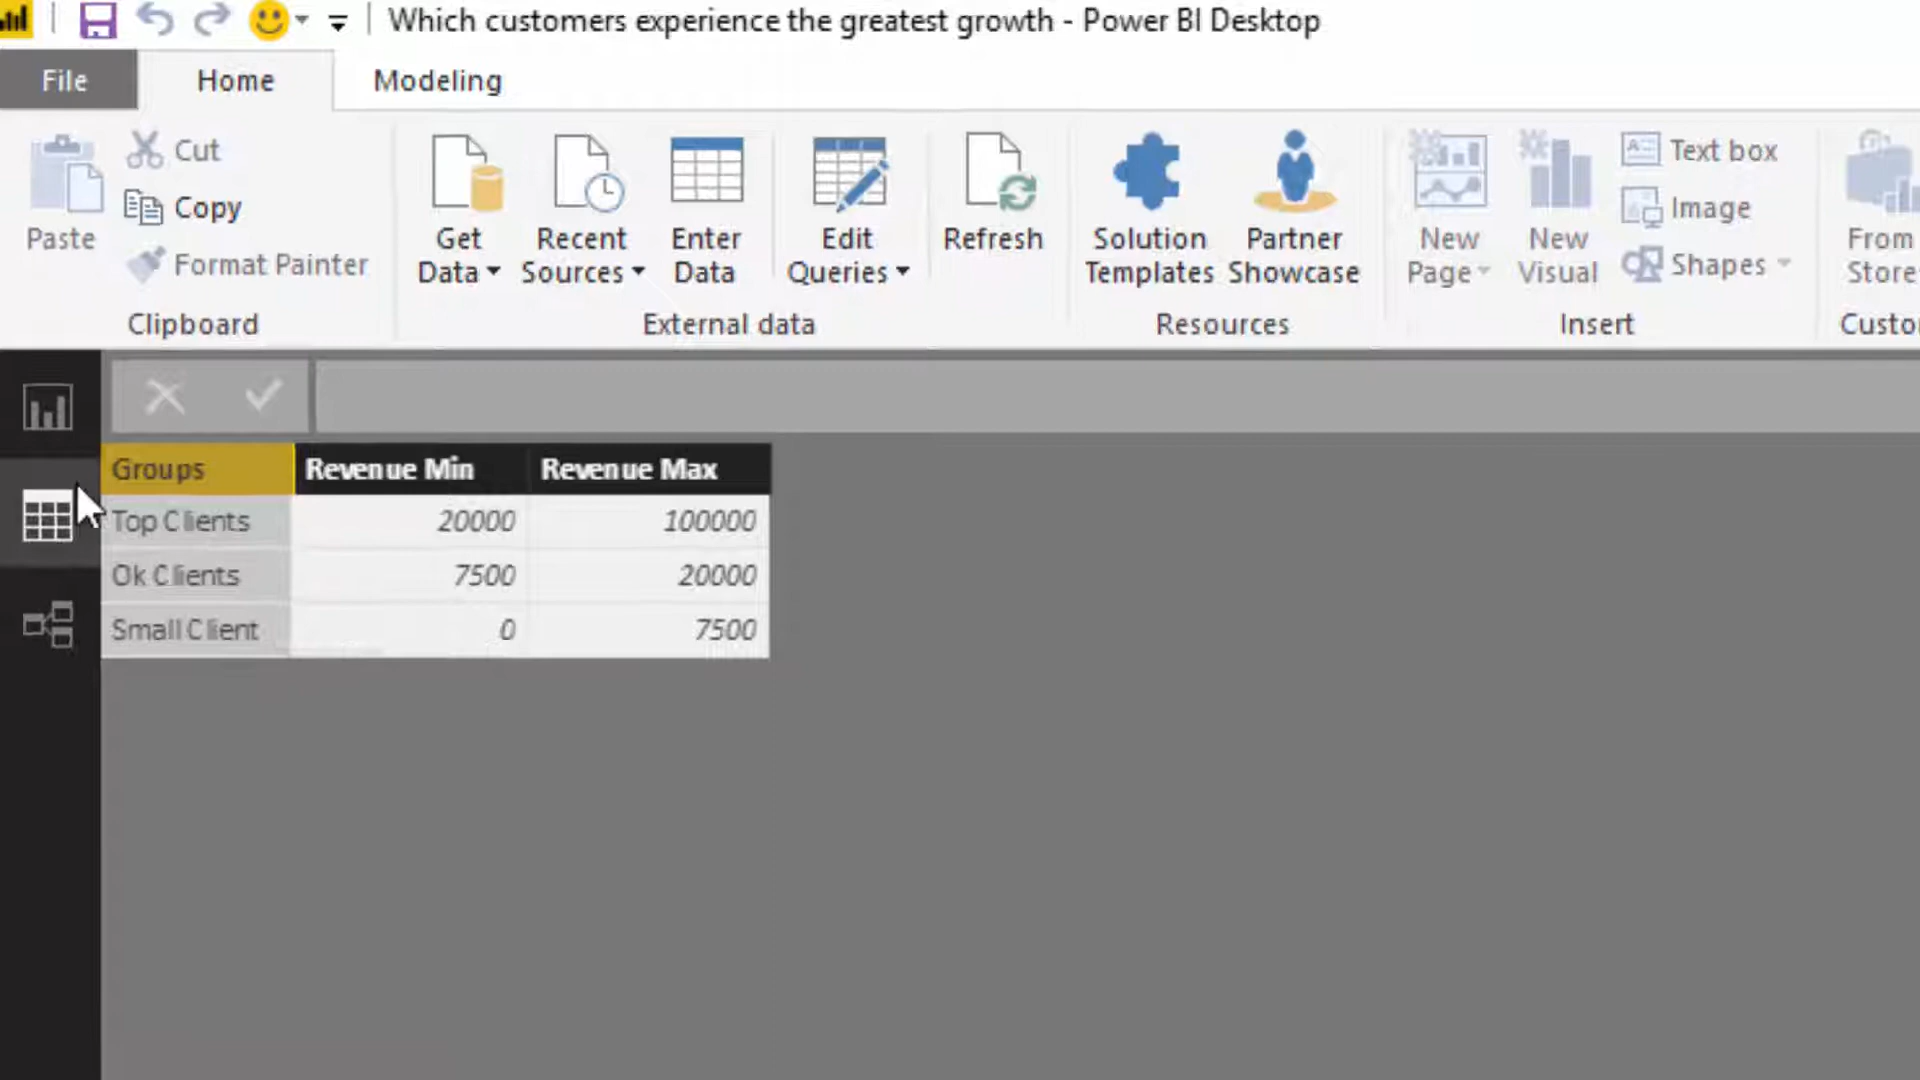 Which customers experience the greatest growth - Power BI Desktop
File Home Modeling
Cut
Copy
Format Painter
Paste
Clipboard
Get Data
Recent Sources
Enter Data
Edit Queries
Refresh
External data
Solution Templates
Partner Showcase
Resources
New Page
New Visual
Text box
Image
Shapes
Insert
From
Store
Custo
Groups Revenue Min Revenue Max
Top Clients 20000 100000
Ok Clients 7500 20000
Small Client 0 7500